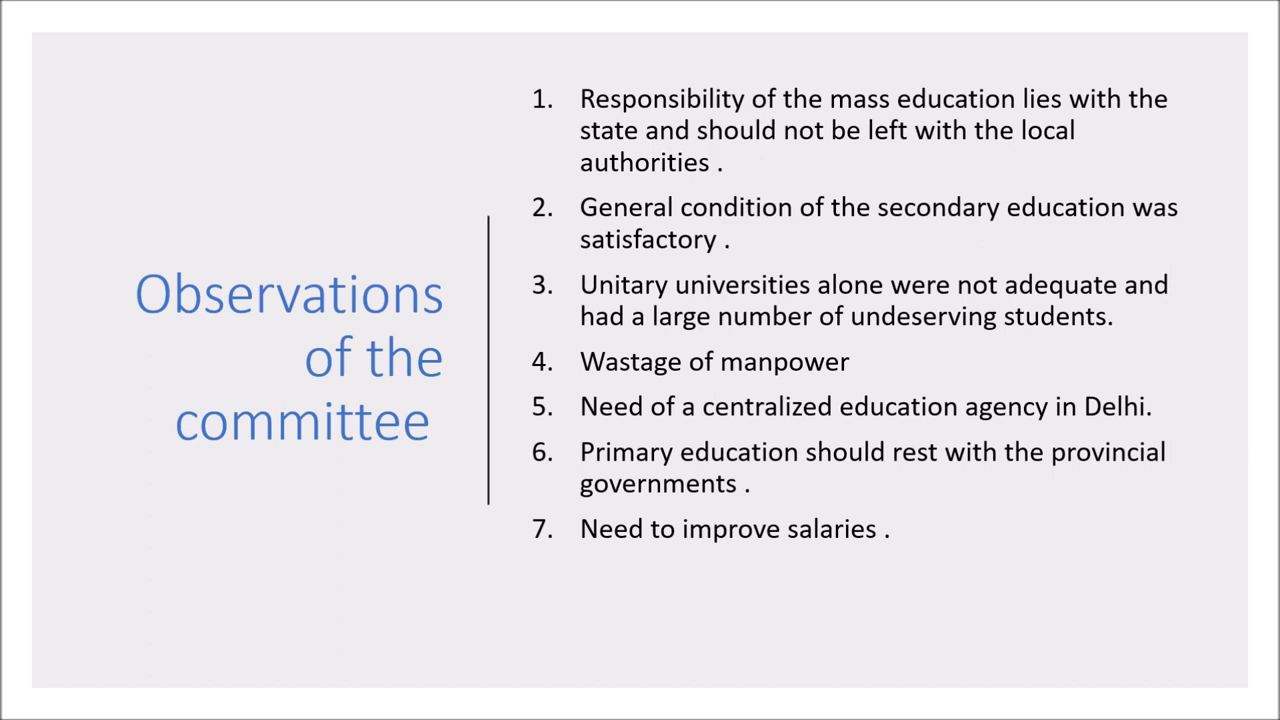 Observations
of the
committee
1. Responsibility of the mass education lies with the
state and should not be left with the local
authorities .
2. General condition of the secondary education was
satisfactory .
3. Unitary universities alone were not adequate and
had a large number of undeserving students.
4. Wastage of manpower
5. Need of a centralized education agency in Delhi.
6. Primary education should rest with the provincial
governments .
7. Need to improve salaries .